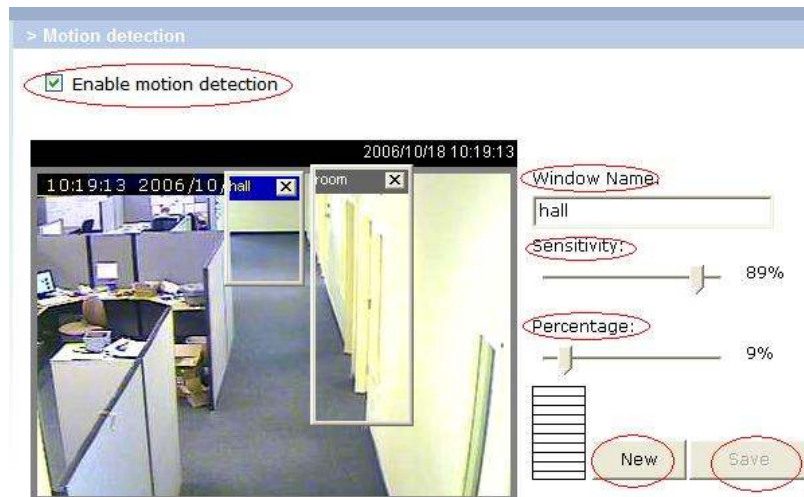 > Motion detection
Enable motion detection
2006/10/18 10:19:13
10:19:13 2006/10/
hall
room
Window Name:
hall
Sensitivity:
89%
Percentage:
9%
New
Save